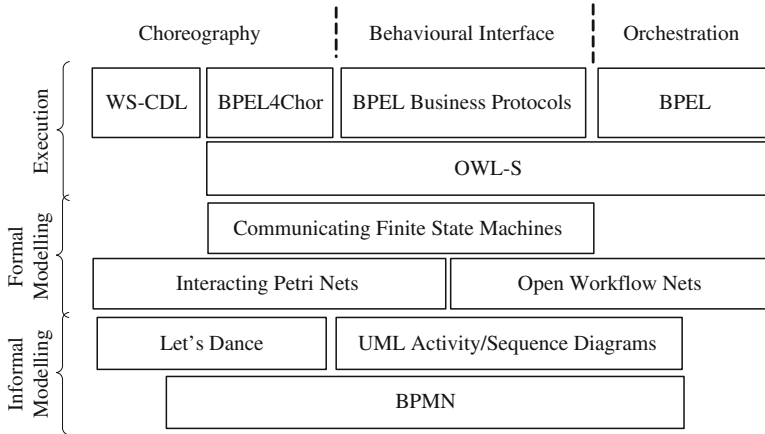 Choreography Behavioural Interface Orchestration
Execution
WS-CDL BPEL4Chor BPEL Business Protocols BPEL
OWL-S
Formal
Modelling
Communicating Finite State Machines
Interacting Petri Nets Open Workflow Nets
Informal
Modelling
Let's Dance UML Activity/Sequence Diagrams
BPMN